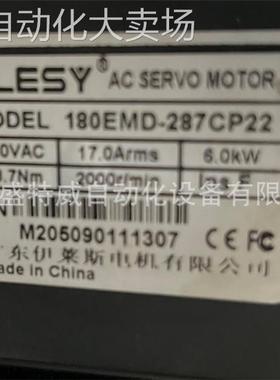 自动化大卖场
LESY® AC SERVO MOTOR
ODEL 180EMD-287CP22
0VAC 17.0Arms 6.0kW
.7Nm 2000r/min Ins. F
盛特威自动化设备有限
N
M205090111307 CE FC
东伊莱斯电机有限公司
ade in China